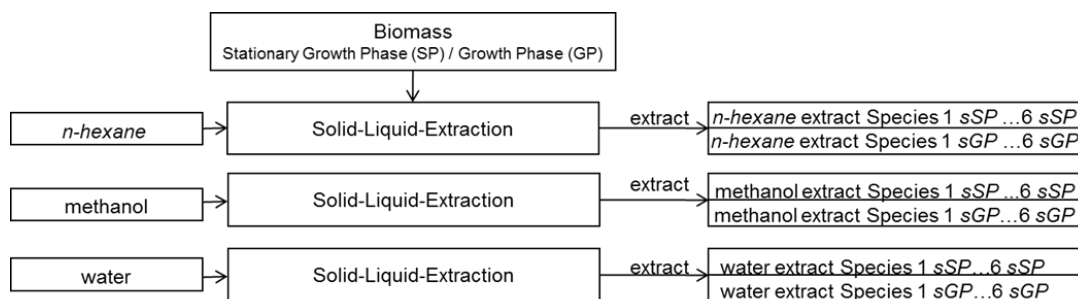 Biomass
Stationary Growth Phase (SP) / Growth Phase (GP)
n-hexane
Solid-Liquid-Extraction
extract
n-hexane extract Species 1 sSP ...6 sSP
n-hexane extract Species 1 sGP ...6 sGP
methanol
Solid-Liquid-Extraction
extract
methanol extract Species 1 sSP ...6 sSP
methanol extract Species 1 sGP...6 sGP
water
Solid-Liquid-Extraction
extract
water extract Species 1 sSP...6 sSP
water extract Species 1 sGP...6 sGP